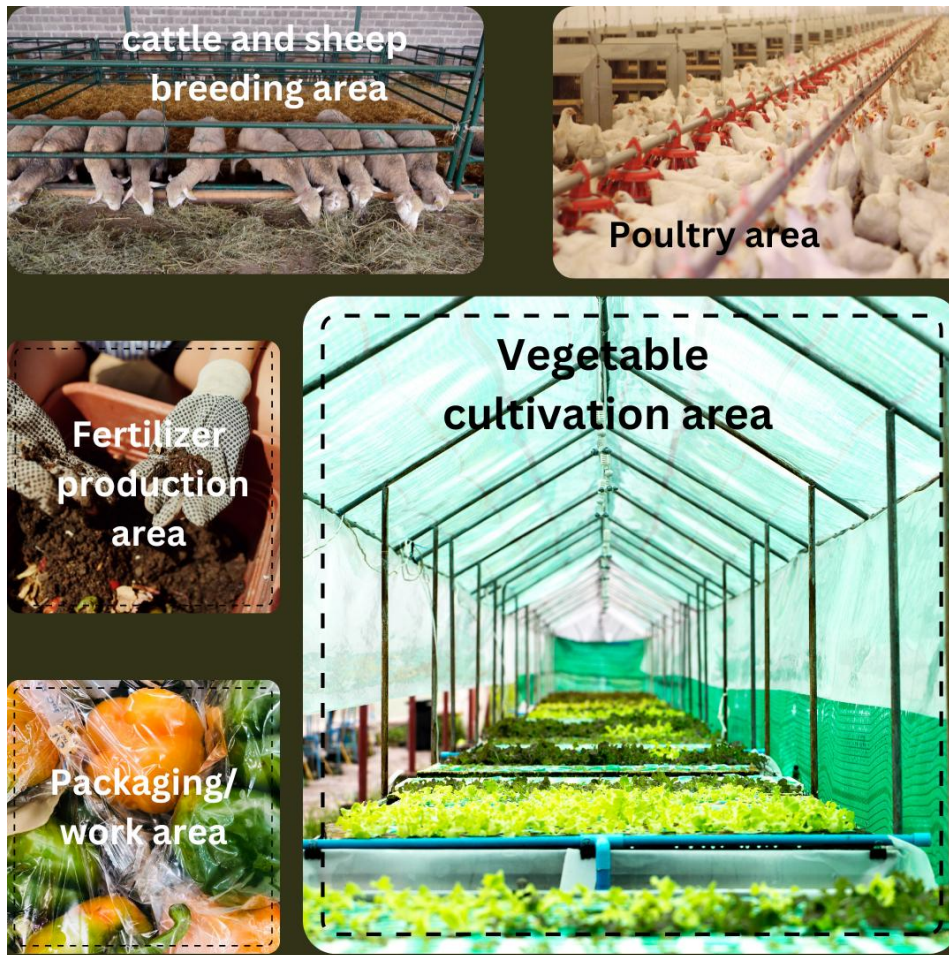 cattle and sheep
breeding area
Poultry area
Vegetable
cultivation area
Fertilizer
production
area
Packaging/
work area